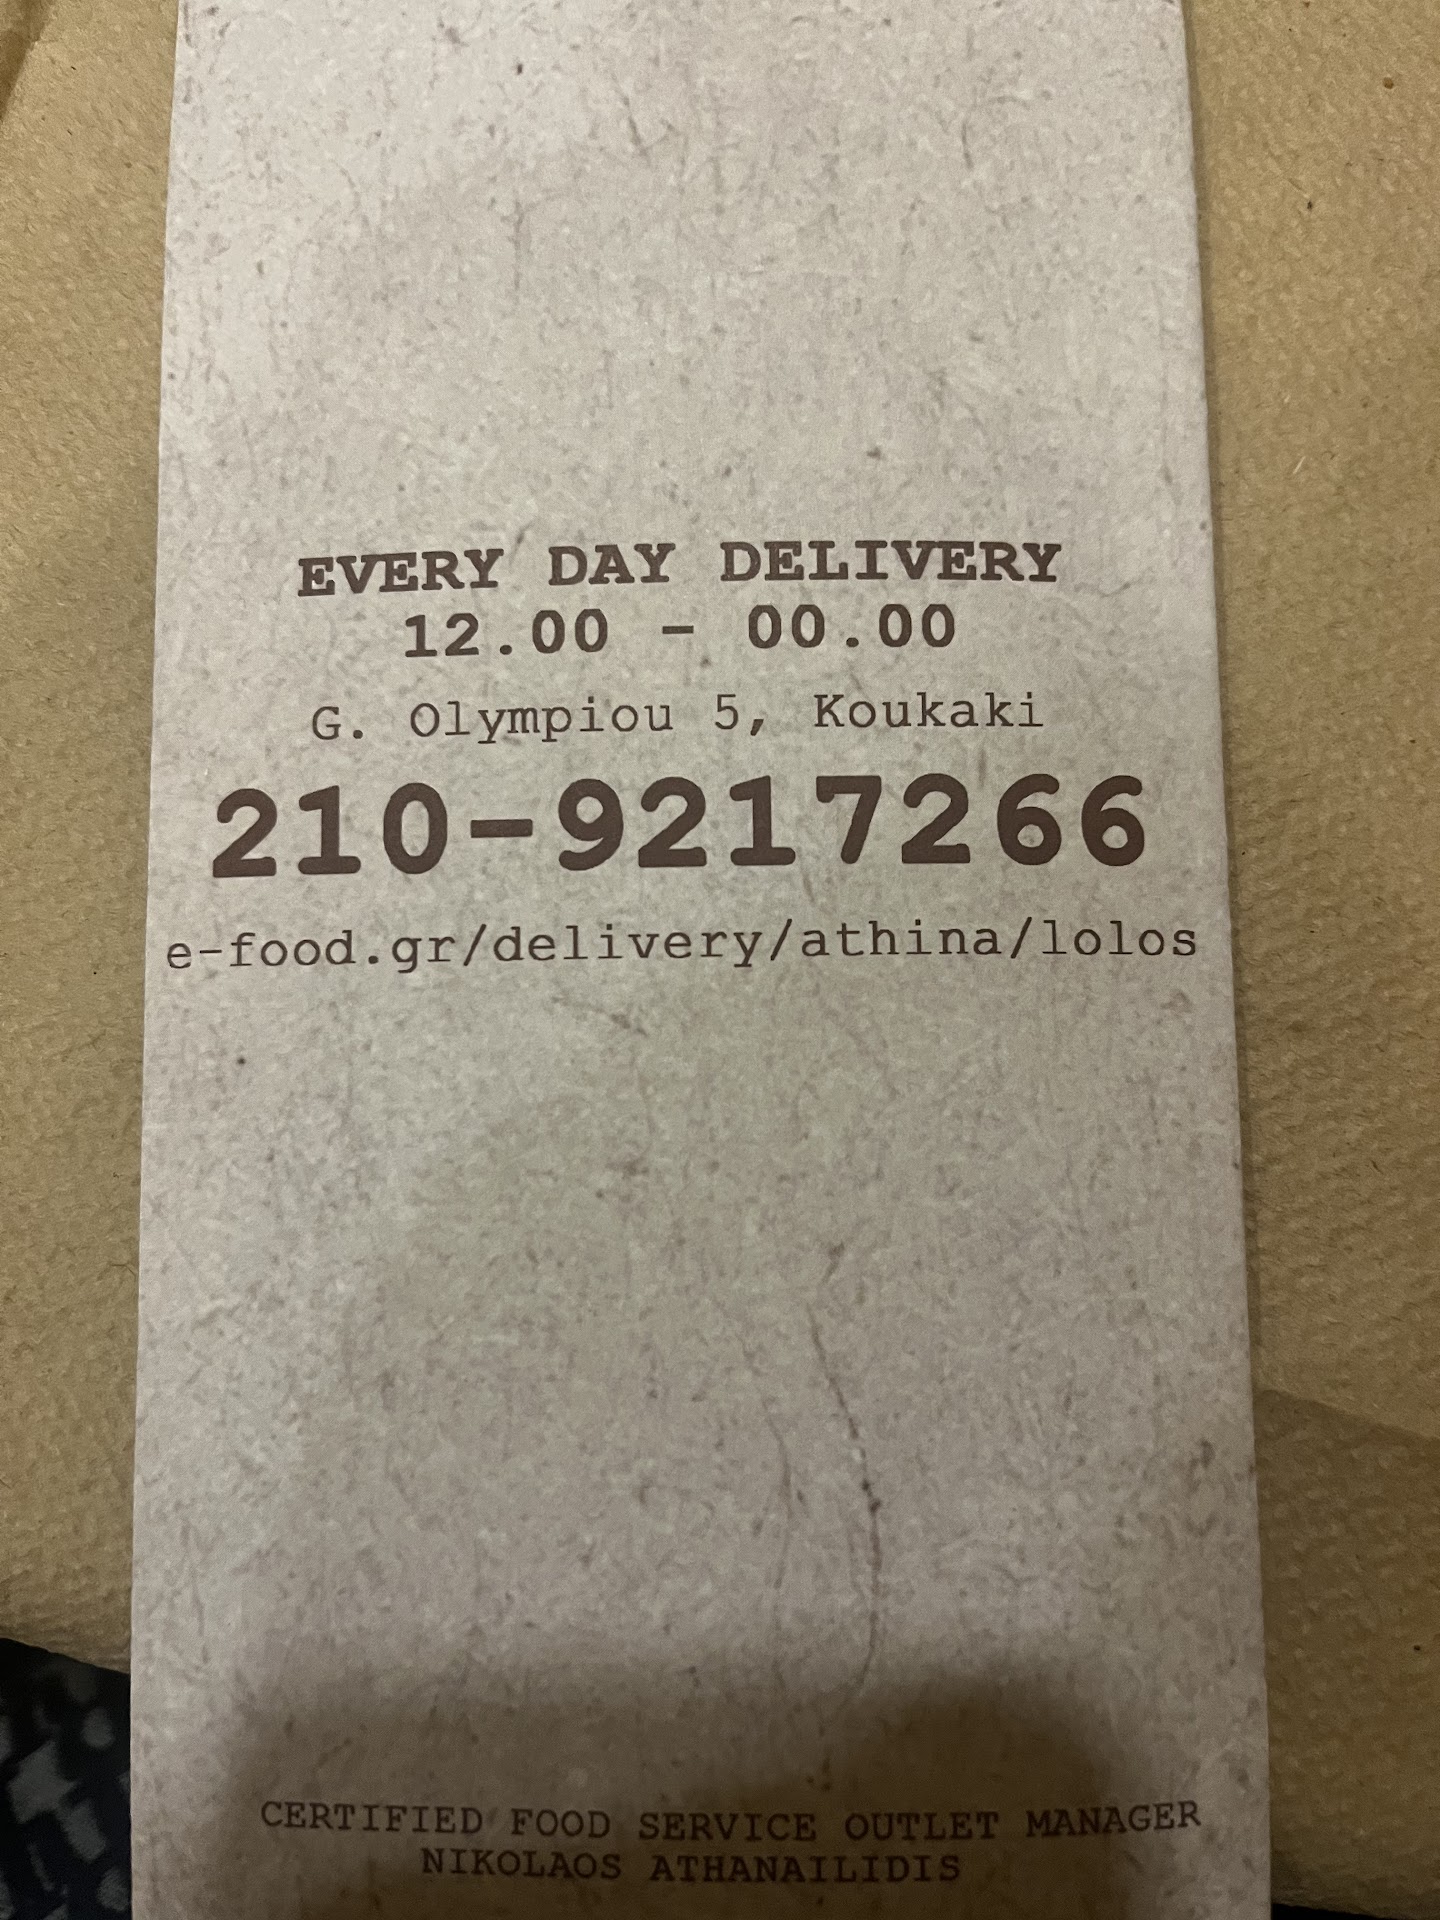 EVERY DAY DELIVERY
12.00 - 00.00
G. Olympiou 5, Koukaki
210-9217266
e-food.gr/delivery/athina/lolos
CERTIFIED FOOD SERVICE OUTLET MANAGER
NIKOLAOS ATHANAILIDIS